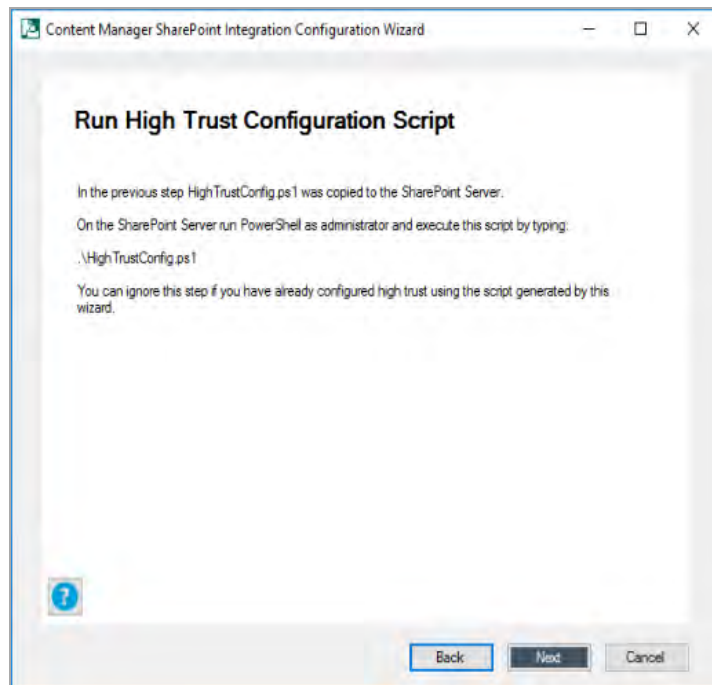 Content Manager SharePoint Integration Configuration Wizard
Run High Trust Configuration Script
In the previous step HighTrustConfig.ps1 was copied to the SharePoint Server.
On the SharePoint Server run PowerShell as administrator and execute this script by typing:
.\HighTrustConfig.ps1
You can ignore this step if you have already configured high trust using the script generated by this
wizard.
?
Back Next Cancel